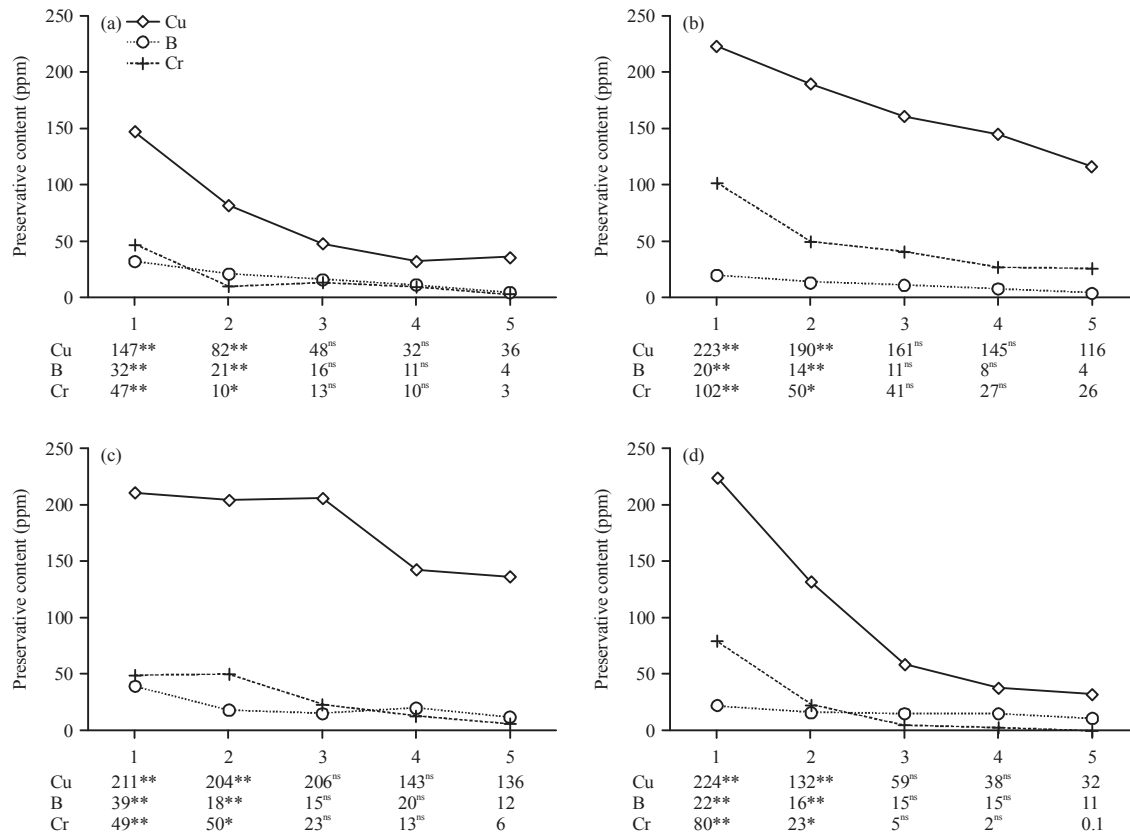 (a)
Cu
B
Cr
Preservative content (ppm)
250
200
150
100
50
0
1 2 3 4 5
Cu 147** 82** 48ns 32ns 36
B 32** 21** 16ns 11ns 4
Cr 47** 10* 13ns 10ns 3
(b)
Preservative content (ppm)
250
200
150
100
50
0
1 2 3 4 5
Cu 223** 190** 161ns 145ns 116
B 20** 14** 11ns 8ns 4
Cr 102** 50* 41ns 27ns 26
(c)
Preservative content (ppm)
250
200
150
100
50
0
1 2 3 4 5
Cu 211** 204** 206ns 143ns 136
B 39** 18** 15ns 20ns 12
Cr 49** 50* 23ns 13ns 6
(d)
Preservative content (ppm)
250
200
150
100
50
0
1 2 3 4 5
Cu 224** 132** 59ns 38ns 32
B 22** 16** 15ns 15ns 11
Cr 80** 23* 5ns 2ns 0.1